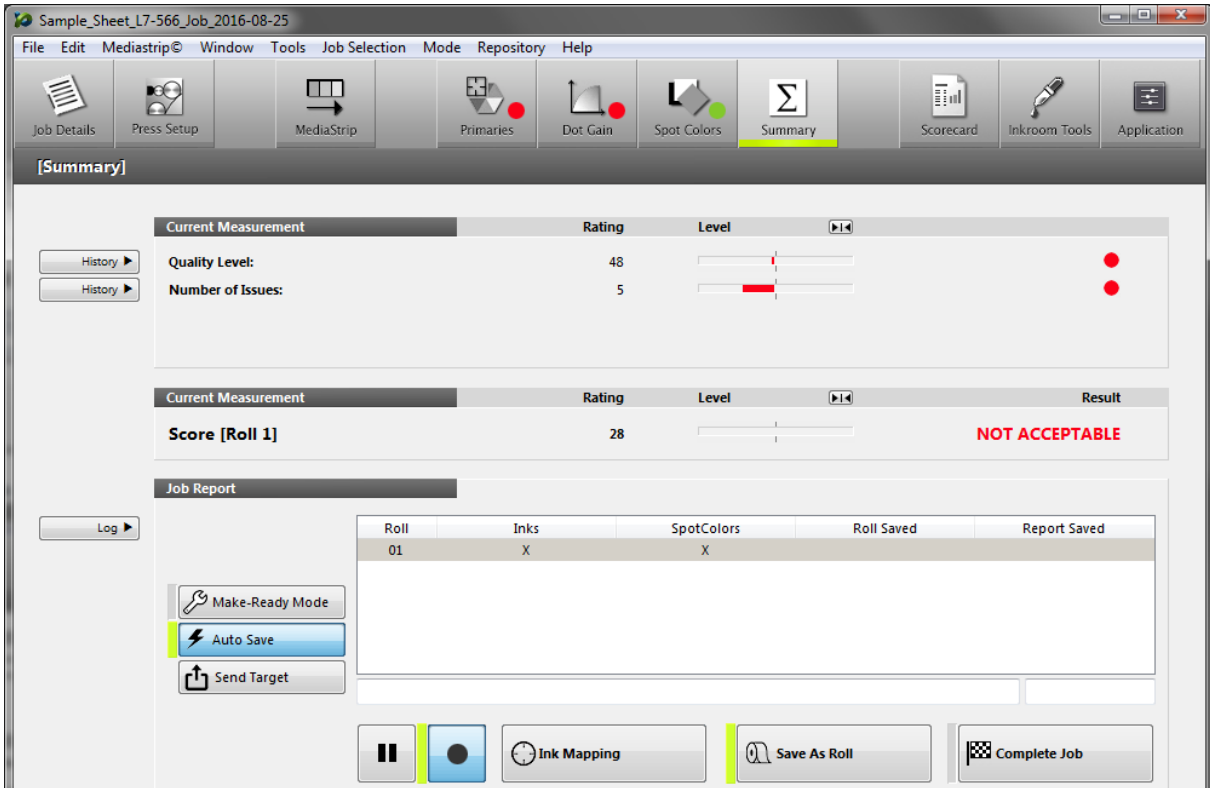 Sample_Sheet_L7-566_Job_2016-08-25
File Edit Mediastrip© Window Tools Job Selection Mode Repository Help
Job Details Press Setup MediaStrip Primaries Dot Gain Spot Colors Summary Scorecard Inkroom Tools Application
[Summary]
Current Measurement Rating Level
History Quality Level: 48
History Number of Issues: 5
Current Measurement Rating Level Result
Score [Roll 1] 28 NOT ACCEPTABLE
Job Report
Log Roll Inks SpotColors Roll Saved Report Saved
01 X X
Make-Ready Mode
Auto Save
Send Target
Ink Mapping Save As Roll Complete Job